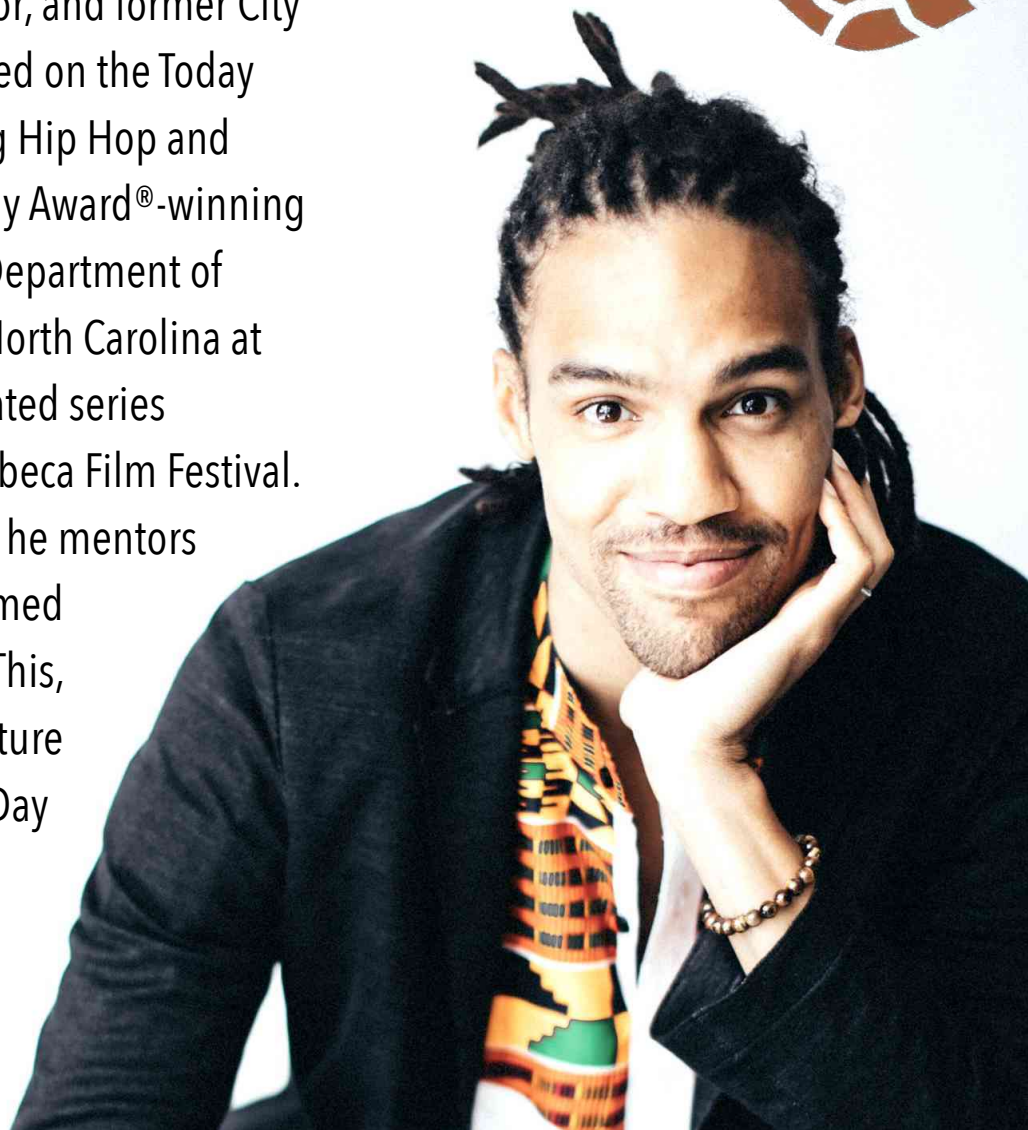 or, and former City
ed on the Today
g Hip Hop and
y Award®-winning
Department of
North Carolina at
ated series
beca Film Festival.
he mentors
med
This,
ture
Day